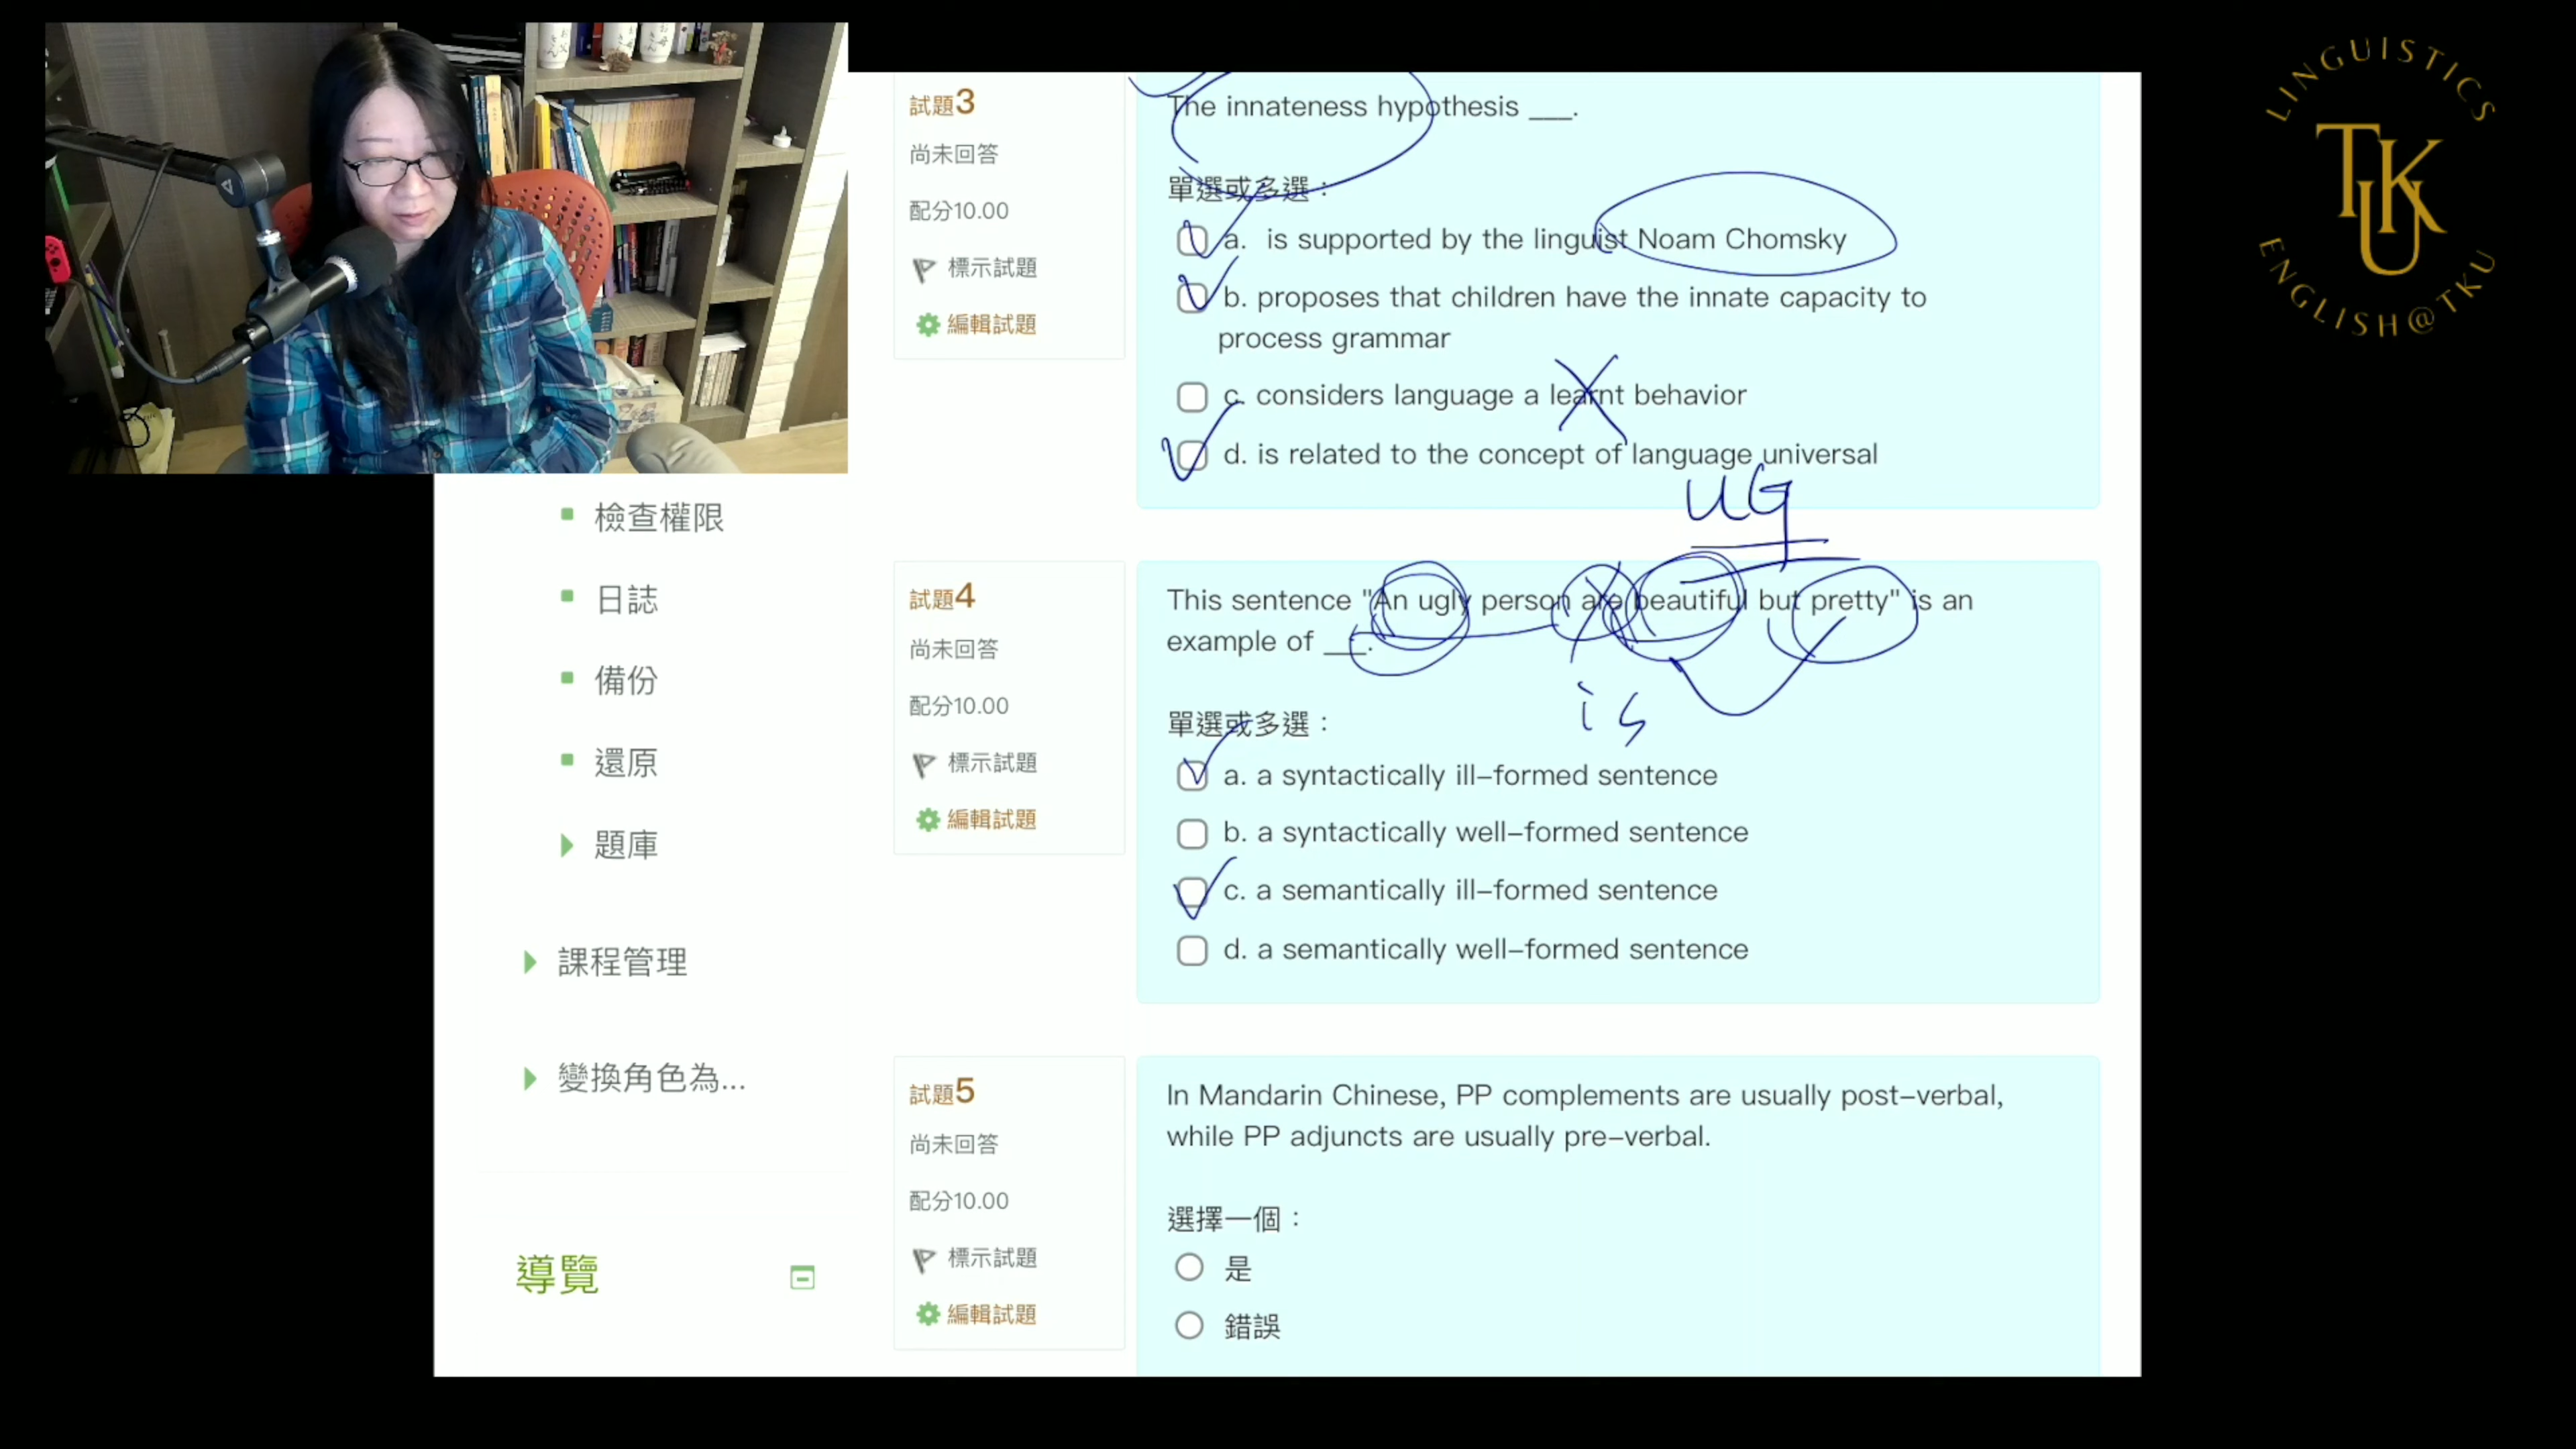 LINGUISTICS
TKU
ENGLISH@TKU
試題3
尚未回答
配分10.00
標示試題
編輯試題
The innateness hypothesis ___.
單選或多選：
a. is supported by the linguist Noam Chomsky
b. proposes that children have the innate capacity to
process grammar
c. considers language a learnt behavior
d. is related to the concept of language universal
UG
檢查權限
日誌
備份
還原
題庫
課程管理
變換角色為...
導覽
試題4
尚未回答
配分10.00
標示試題
編輯試題
This sentence "An ugly person are beautiful but pretty" is an
example of ___.
is
單選或多選：
a. a syntactically ill-formed sentence
b. a syntactically well-formed sentence
c. a semantically ill-formed sentence
d. a semantically well-formed sentence
試題5
尚未回答
配分10.00
標示試題
編輯試題
In Mandarin Chinese, PP complements are usually post-verbal,
while PP adjuncts are usually pre-verbal.
選擇一個：
是
錯誤